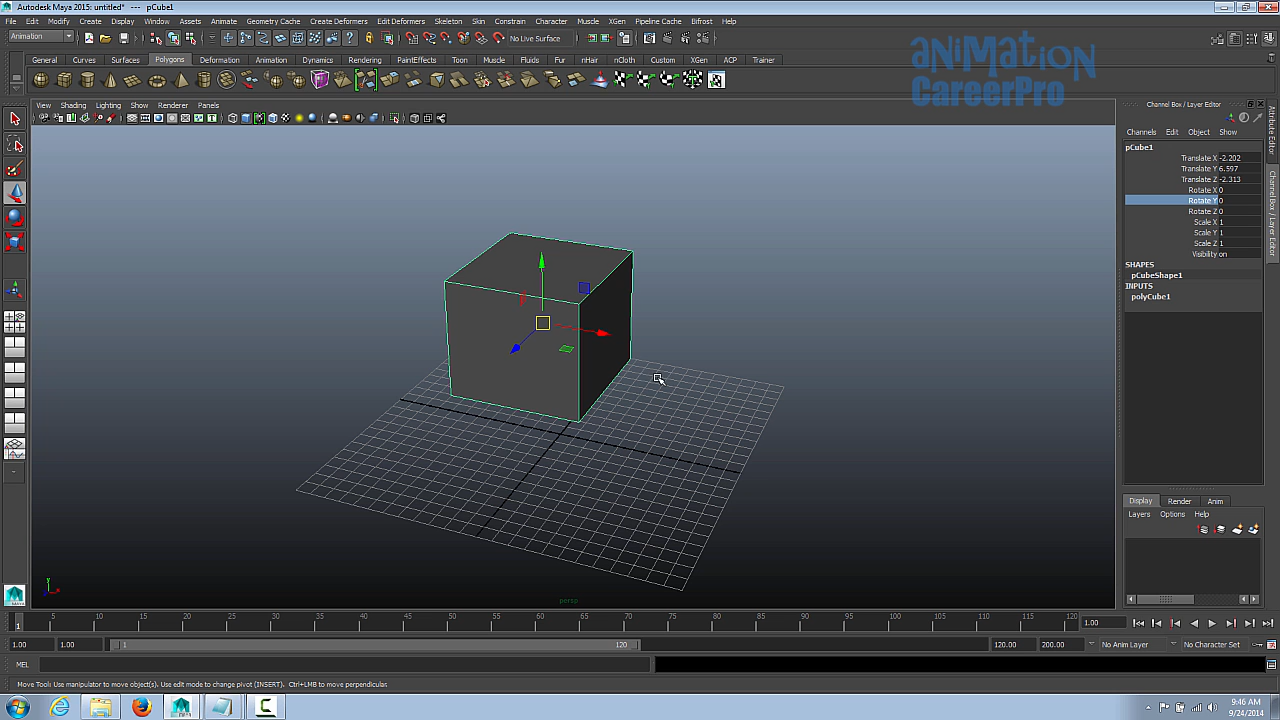 Autodesk Maya 2015: untitled* --- pCube1
File Edit Modify Create Display Window Assets Animate Geometry Cache Create Deformers Edit Deformers Skeleton Skin Constrain Character Muscle XGen Pipeline Cache Bifrost Help
Animation
No Live Surface
aniMation
CareerPro
General Curves Surfaces Polygons Deformation Animation Dynamics Rendering PaintEffects Toon Muscle Fluids Fur nHair nCloth Custom XGen ACP Trainer
View Shading Lighting Show Renderer Panels
Channel Box / Layer Editor
Channels Edit Object Show
pCube1
Translate X -2.202
Translate Y 6.597
Translate Z -2.313
Rotate X 0
Rotate Y 0
Rotate Z 0
Scale X 1
Scale Y 1
Scale Z 1
Visibility on
SHAPES
pCubeShape1
INPUTS
polyCube1
Attribute Editor
Channel Box / Layer Editor
Display Render Anim
Layers Options Help
y
persp
1 5 10 15 20 25 30 35 40 45 50 55 60 65 70 75 80 85 90 95 100 105 110 115 120
1.00
1.00 1.00 1 120 120.00 200.00 No Anim Layer No Character Set
MEL
Move Tool: Use manipulator to move object(s). Use edit mode to change pivot (INSERT). Ctrl+LMB to move perpendicular.
9:46 AM
9/24/2014